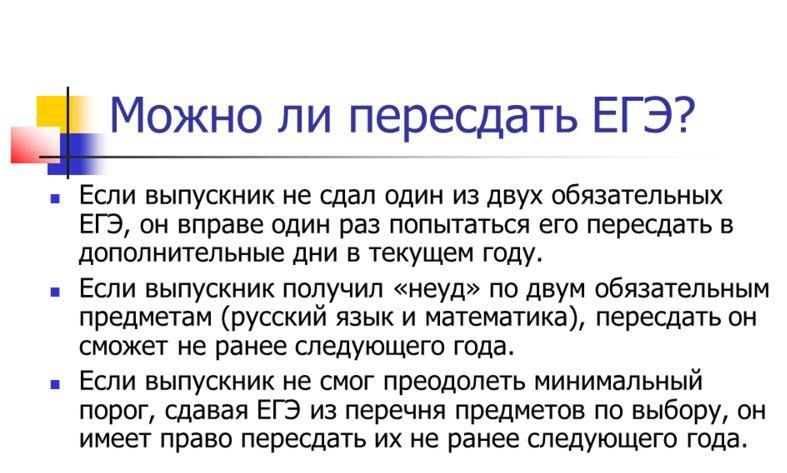 Можно ли пересдать ЕГЭ?
Если выпускник не сдал один из двух обязательных
ЕГЭ, он вправе один раз попытаться его пересдать в
дополнительные дни в текущем году.
Если выпускник получил «неуд» по двум обязательным
предметам (русский язык и математика), пересдать он
сможет не ранее следующего года.
Если выпускник не смог преодолеть минимальный
порог, сдавая ЕГЭ из перечня предметов по выбору, он
имеет право пересдать их не ранее следующего года.